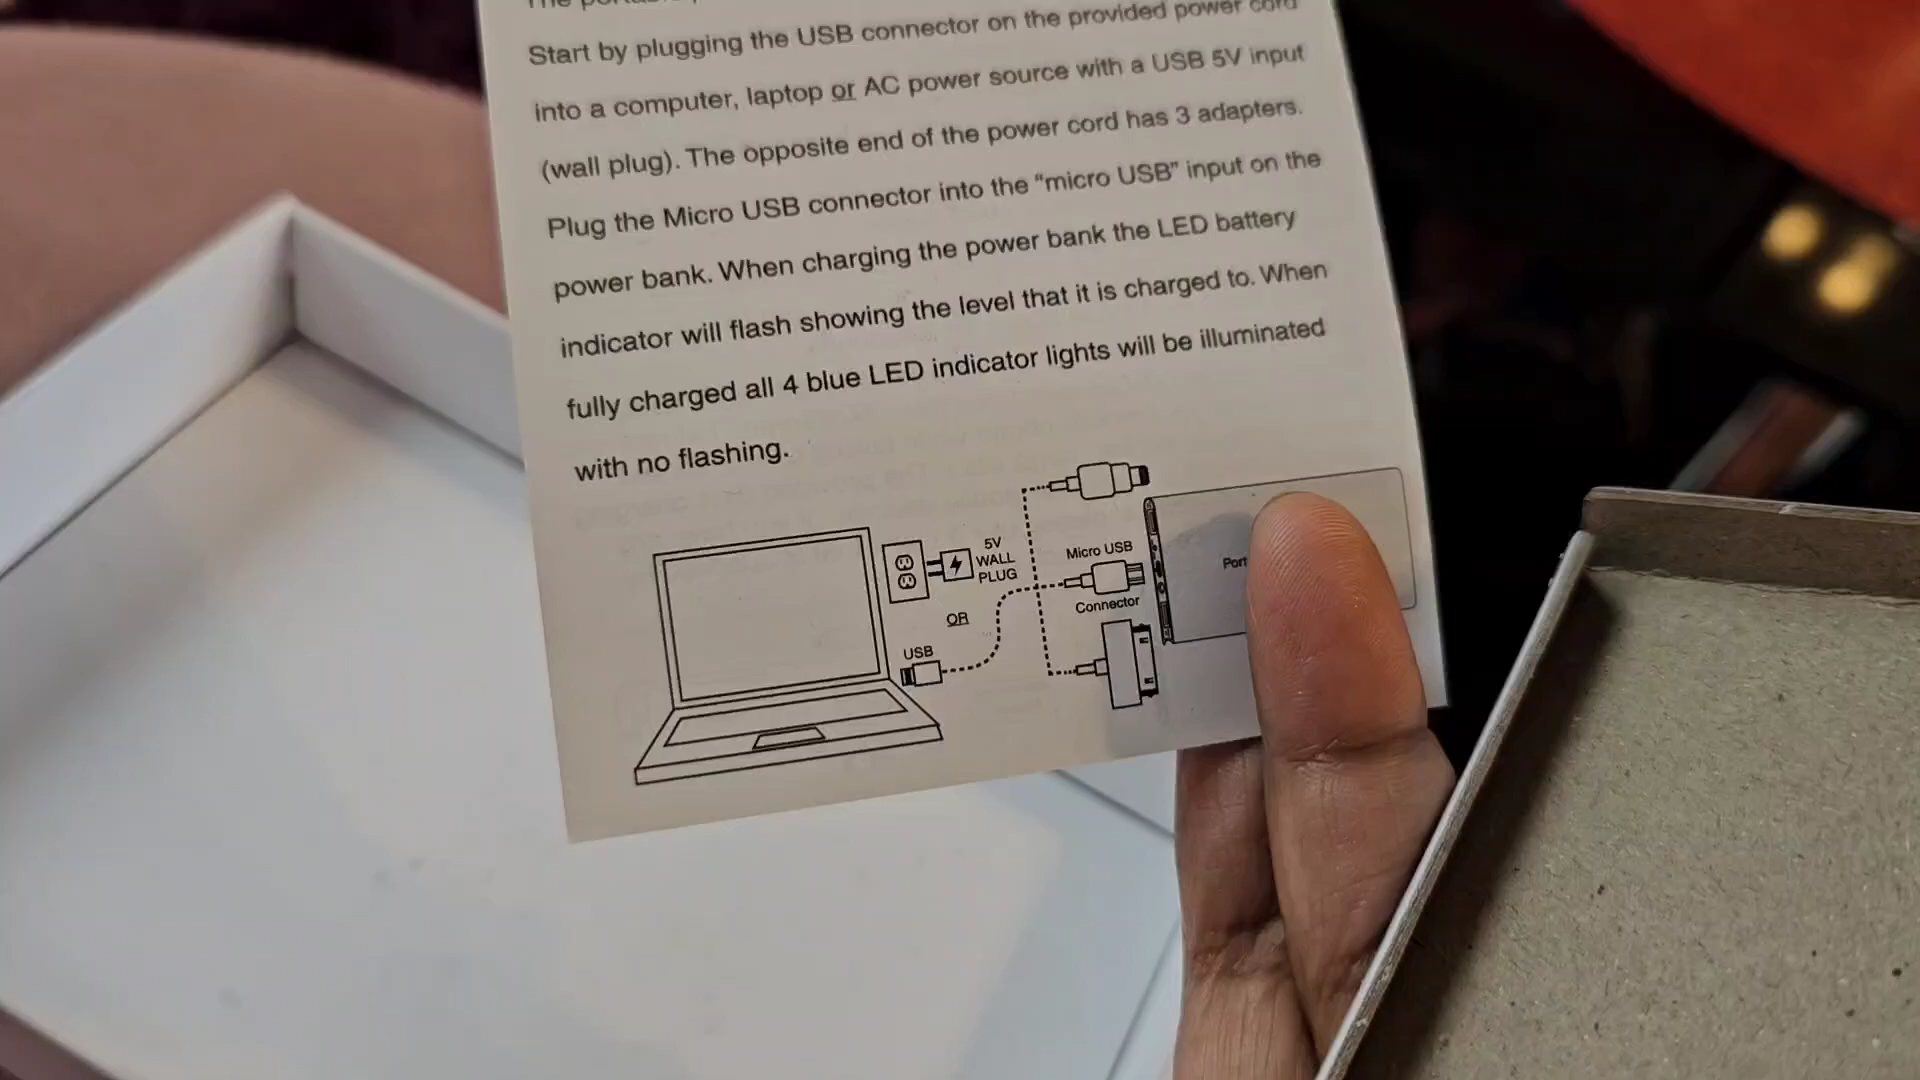 The
Start by plugging the USB connector on the provided power cord
into a computer, laptop or AC power source with a USB 5V input
(wall plug). The opposite end of the power cord has 3 adapters.
Plug the Micro USB connector into the “micro USB” input on the
power bank. When charging the power bank the LED battery
indicator will flash showing the level that it is charged to. When
fully charged all 4 blue LED indicator lights will be illuminated
with no flashing.
5V
WALL
PLUG
OR
USB
Micro USB
Connector
Port